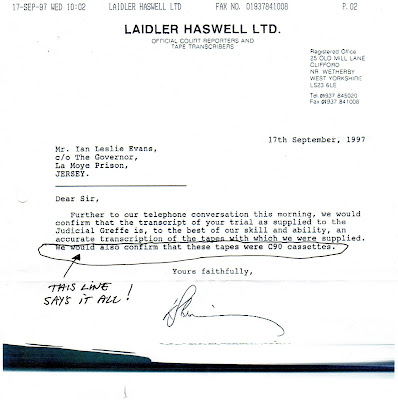 17-SEP-97 WED 10:02 LAIDLER HASWELL LTD FAX NO. 01937841008 P.02
LAIDLER HASWELL LTD.
OFFICIAL COURT REPORTERS AND
TAPE TRANSCRIBERS
Registered Office
25 OLD MILL LANE
CLIFFORD
NR WETHERBY
WEST YORKSHIRE
LS23 6LE
Tel 01937 845020
Fax 01937 841008
17th September, 1997
Mr. Ian Leslie Evans,
c/o The Governor,
La Moye Prison,
JERSEY.
Dear Sir,
Further to our telephone conversation this morning, we would
confirm that the transcript of your trial as supplied to the
Judicial Greffe is, to the best of our skill and ability, an
accurate transcription of the tapes with which we were supplied.
We would also confirm that these tapes were C90 cassettes.
Yours faithfully,
THIS LINE
SAYS IT ALL!